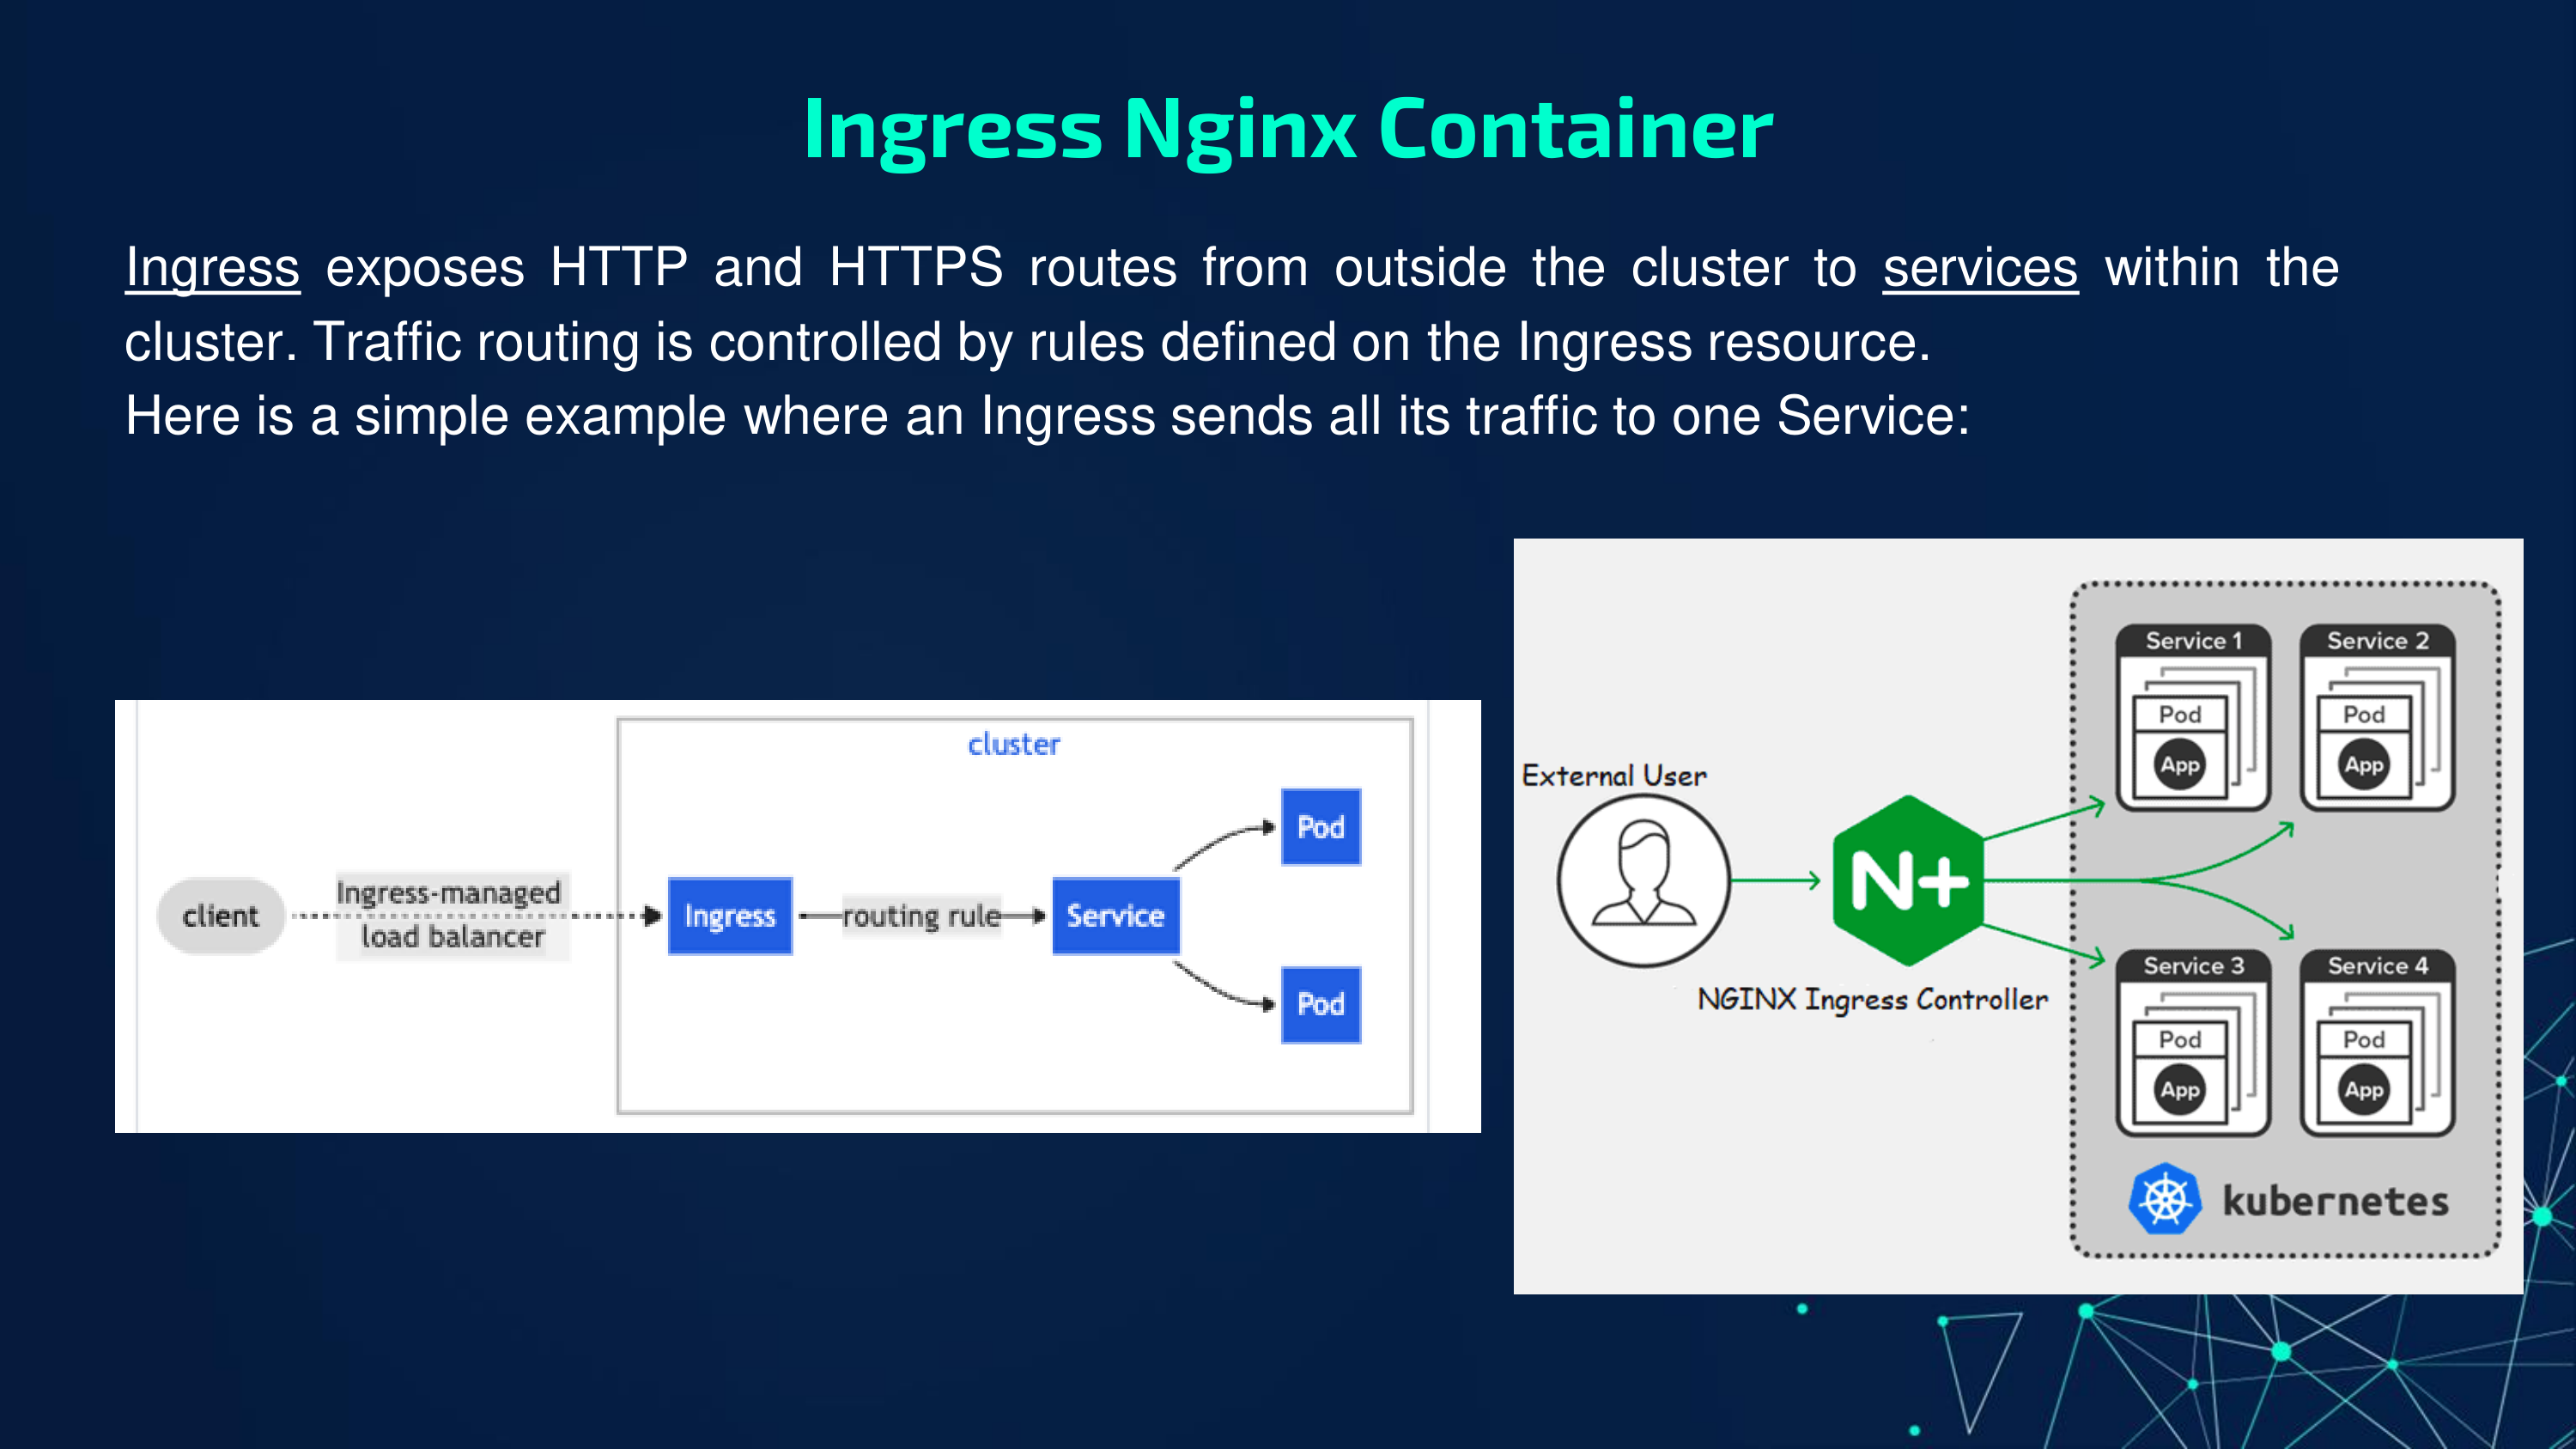 Ingress Nginx Container
Ingress exposes HTTP and HTTPS routes from outside the cluster to services within the
cluster. Traffic routing is controlled by rules defined on the Ingress resource.
Here is a simple example where an Ingress sends all its traffic to one Service:
cluster
client
Ingress-managed
load balancer
Ingress
routing rule
Service
Pod
Pod
External User
N+
NGINX Ingress Controller
Service 1
Pod
App
Service 2
Pod
App
Service 3
Pod
App
Service 4
Pod
App
kubernetes